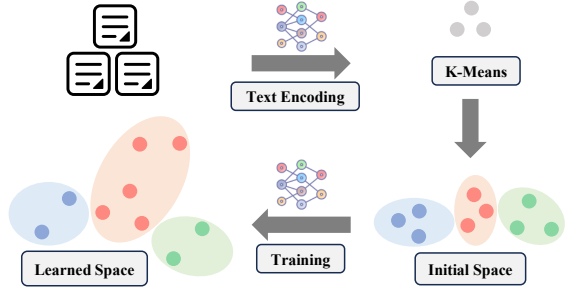 Text Encoding
K-Means
Learned Space
Training
Initial Space